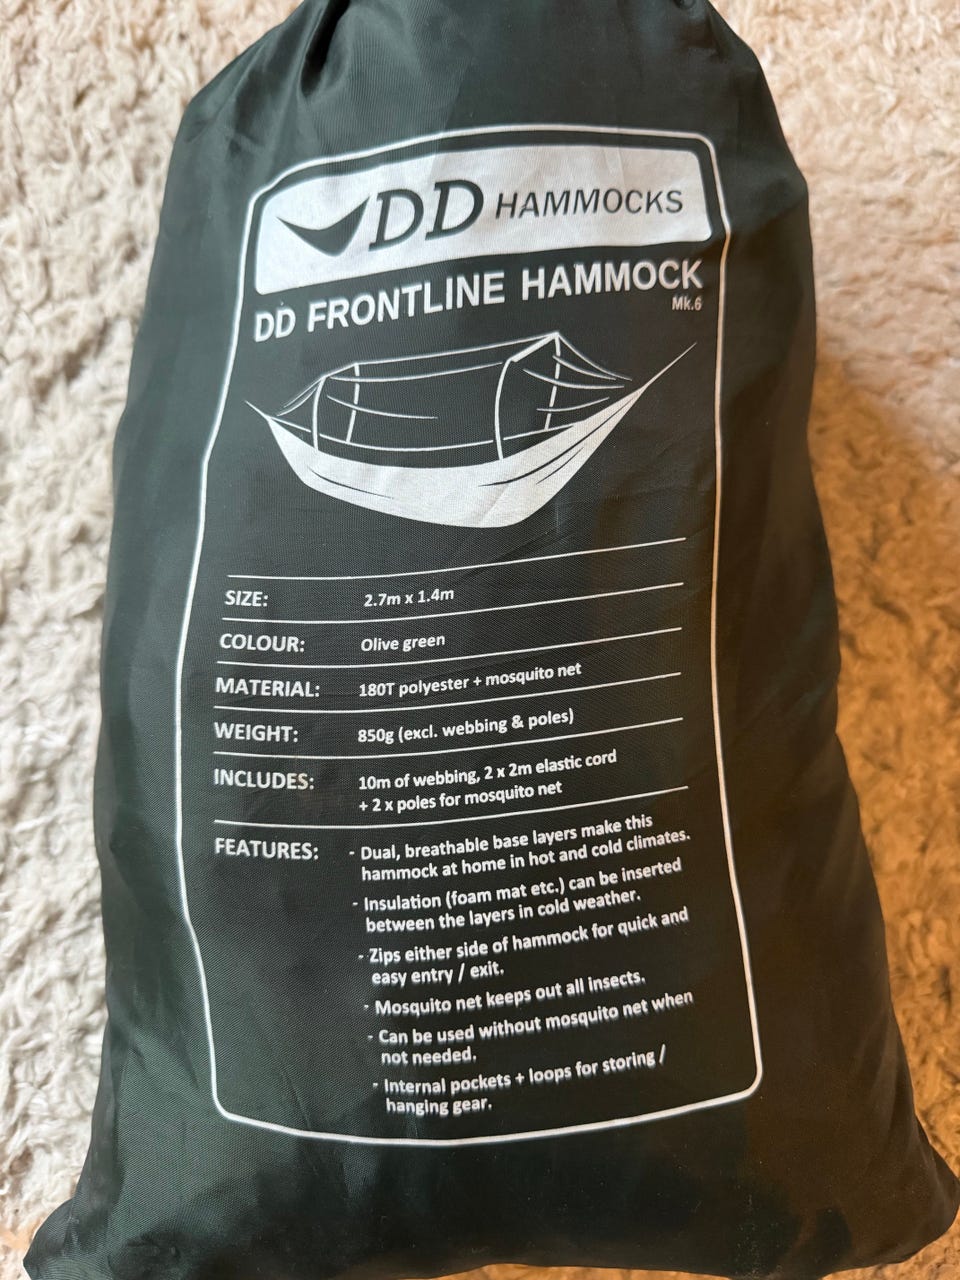 DD HAMMOCKS
DD FRONTLINE HAMMOCK
Mk.6
SIZE: 2.7m x 1.4m
COLOUR: Olive green
MATERIAL: 180T polyester + mosquito net
WEIGHT: 850g (excl. webbing & poles)
INCLUDES: 10m of webbing, 2 x 2m elastic cord
+ 2 x poles for mosquito net
FEATURES: - Dual, breathable base layers make this
hammock at home in hot and cold climates.
- Insulation (foam mat etc.) can be inserted
between the layers in cold weather.
- Zips either side of hammock for quick and
easy entry / exit.
- Mosquito net keeps out all insects.
- Can be used without mosquito net when
not needed.
- Internal pockets + loops for storing /
hanging gear.